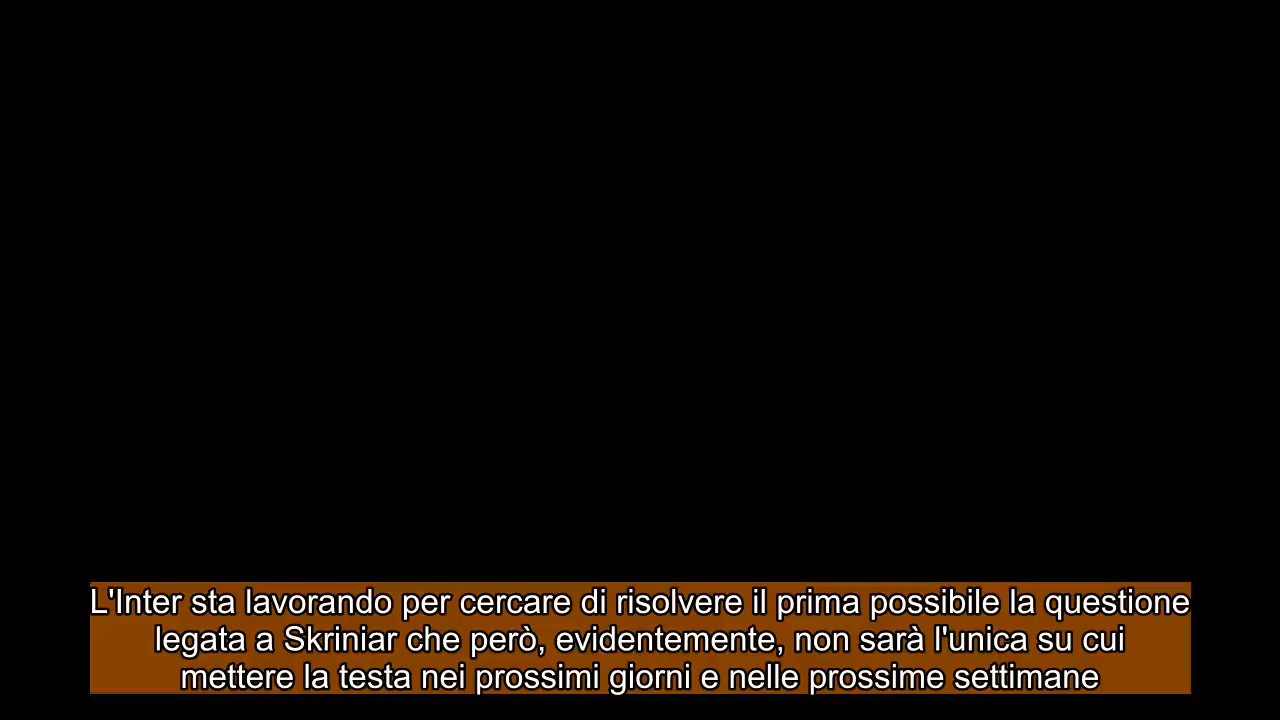 L'Inter sta lavorando per cercare di risolvere il prima possibile la questione
legata a Skriniar che però, evidentemente, non sarà l'unica su cui
mettere la testa nei prossimi giorni e nelle prossime settimane